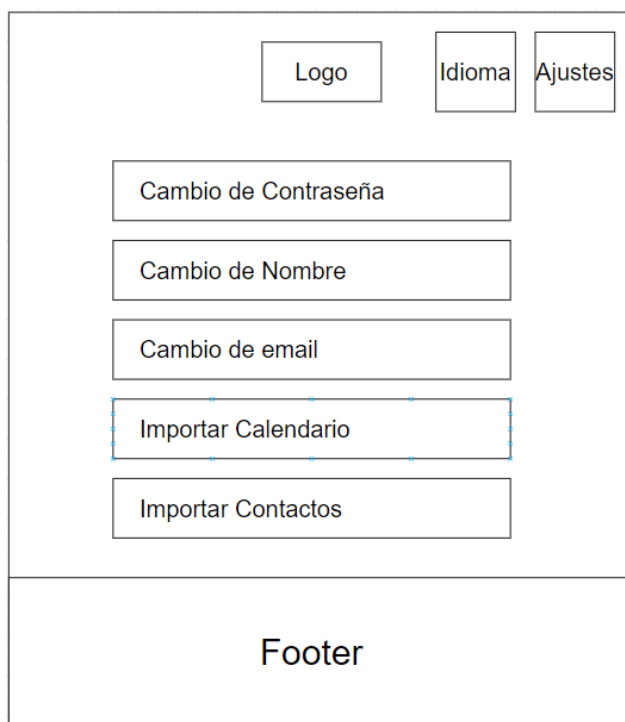 Logo
Idioma
Ajustes
Cambio de Contraseña
Cambio de Nombre
Cambio de email
Importar Calendario
Importar Contactos
Footer